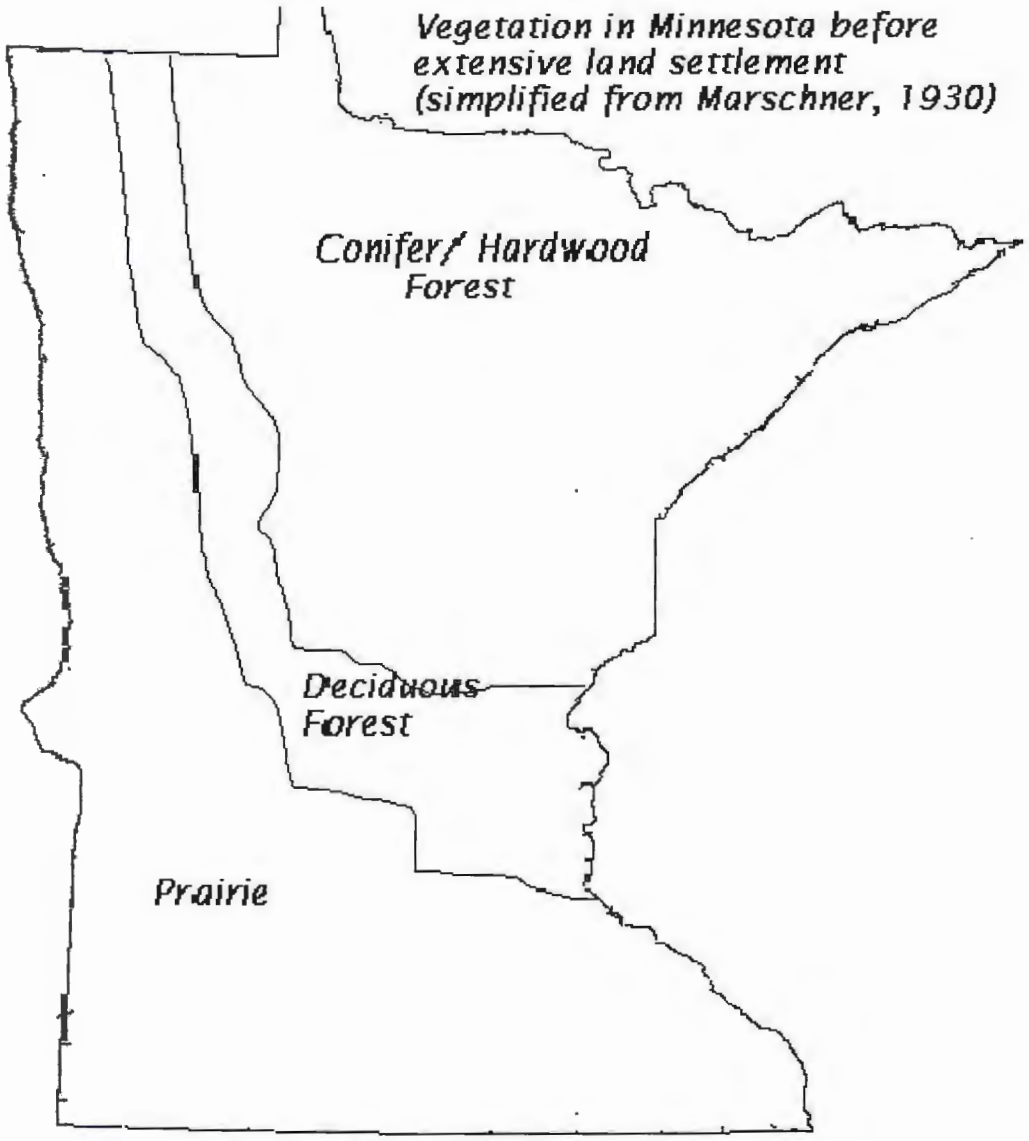 Vegetation in Minnesota before
extensive land settlement
(simplified from Marschner, 1930)
Conifer/ Hardwood
Forest
Deciduous
Forest
Prairie